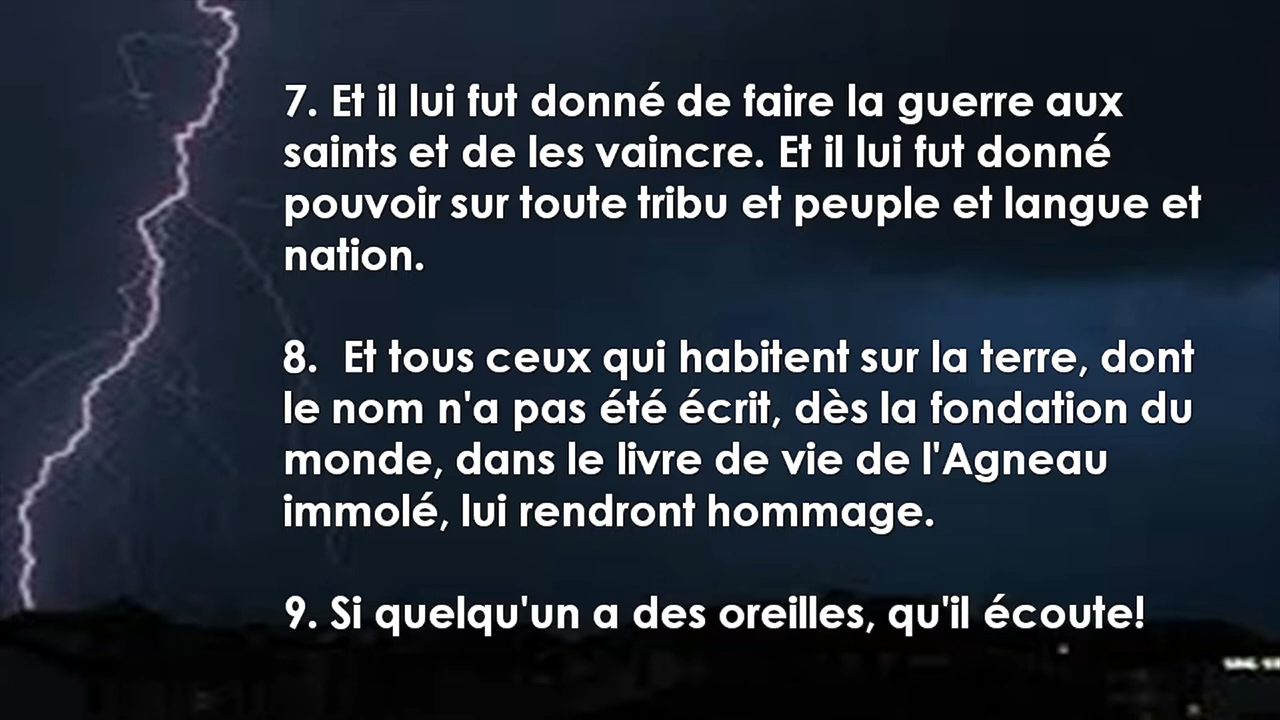 7. Et il lui fut donné de faire la guerre aux
saints et de les vaincre. Et il lui fut donné
pouvoir sur toute tribu et peuple et langue et
nation.
8. Et tous ceux qui habitent sur la terre, dont
le nom n'a pas été écrit, dès la fondation du
monde, dans le livre de vie de l'Agneau
immolé, lui rendront hommage.
9. Si quelqu'un a des oreilles, qu'il écoute!